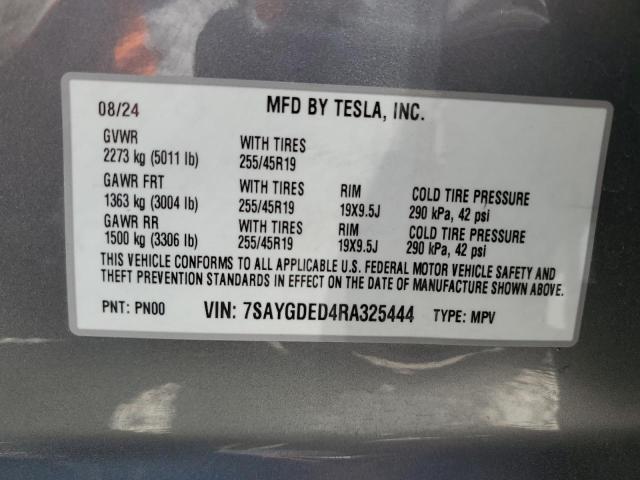 08/24 MFD BY TESLA, INC.
GVWR WITH TIRES
2273 kg (5011 lb) 255/45R19
GAWR FRT WITH TIRES RIM COLD TIRE PRESSURE
1363 kg (3004 lb) 255/45R19 19X9.5J 290 kPa, 42 psi
GAWR RR WITH TIRES RIM COLD TIRE PRESSURE
1500 kg (3306 lb) 255/45R19 19X9.5J 290 kPa, 42 psi
THIS VEHICLE CONFORMS TO ALL APPLICABLE U.S. FEDERAL MOTOR VEHICLE SAFETY AND
THEFT PREVENTION STANDARDS IN EFFECT ON THE DATE OF MANUFACTURE SHOWN ABOVE.
PNT: PN00 VIN: 7SAYGDED4RA325444 TYPE: MPV